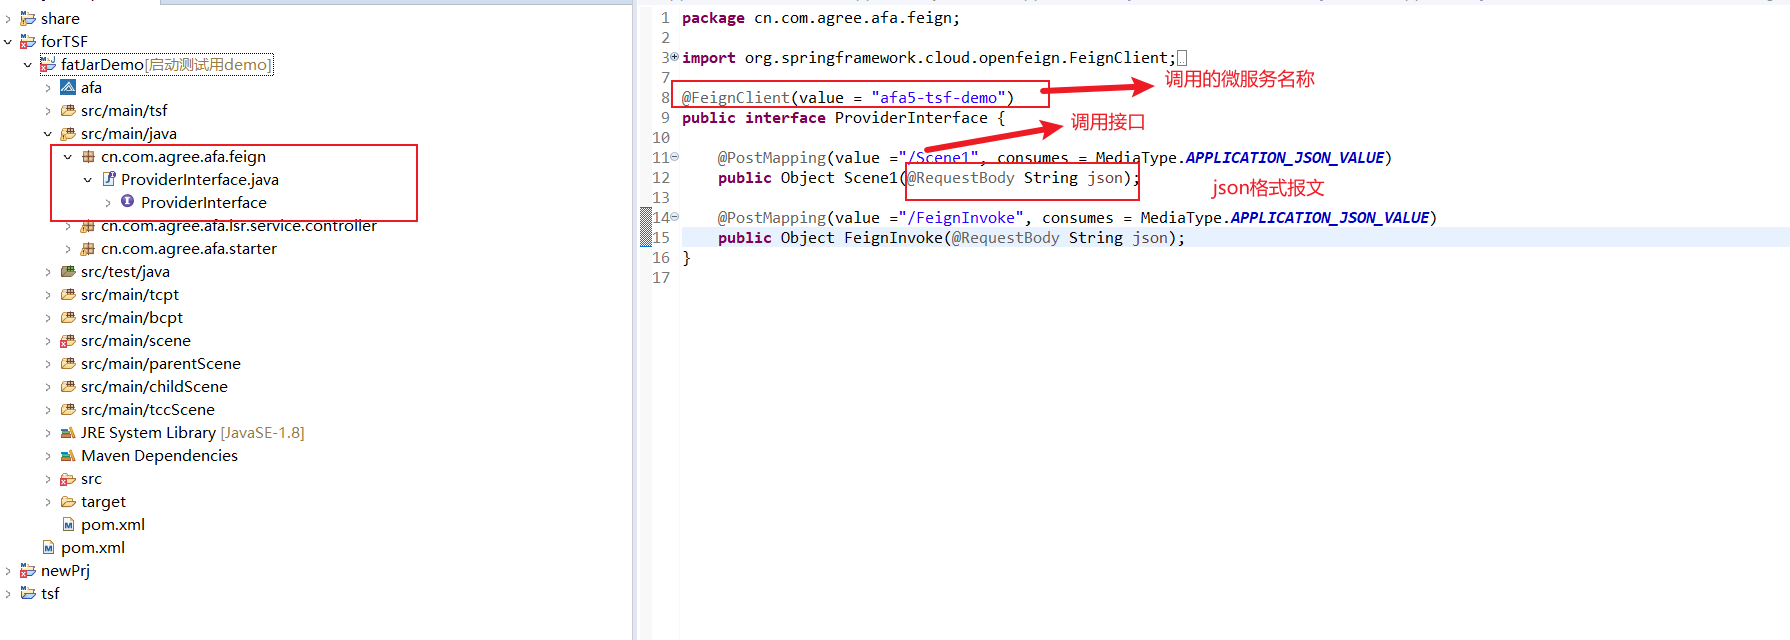 share
forTSF
fatJarDemo[启动测试用demo]
afa
src/main/tsf
src/main/java
cn.com.agree.afa.feign
ProviderInterface.java
ProviderInterface
cn.com.agree.afa.lsr.service.controller
cn.com.agree.afa.starter
src/test/java
src/main/tcpt
src/main/bcpt
src/main/scene
src/main/parentScene
src/main/childScene
src/main/tccScene
JRE System Library [JavaSE-1.8]
Maven Dependencies
src
target
pom.xml
pom.xml
newPrj
tsf
1 package cn.com.agree.afa.feign;
2
3 import org.springframework.cloud.openfeign.FeignClient;
7
8 @FeignClient(value = "afa5-tsf-demo")
调用的微服务名称
9 public interface ProviderInterface {
调用接口
10
11 @PostMapping(value ="/Scene1", consumes = MediaType.APPLICATION_JSON_VALUE)
12 public Object Scene1(@RequestBody String json);
json格式报文
13
14 @PostMapping(value ="/FeignInvoke", consumes = MediaType.APPLICATION_JSON_VALUE)
15 public Object FeignInvoke(@RequestBody String json);
16 }
17